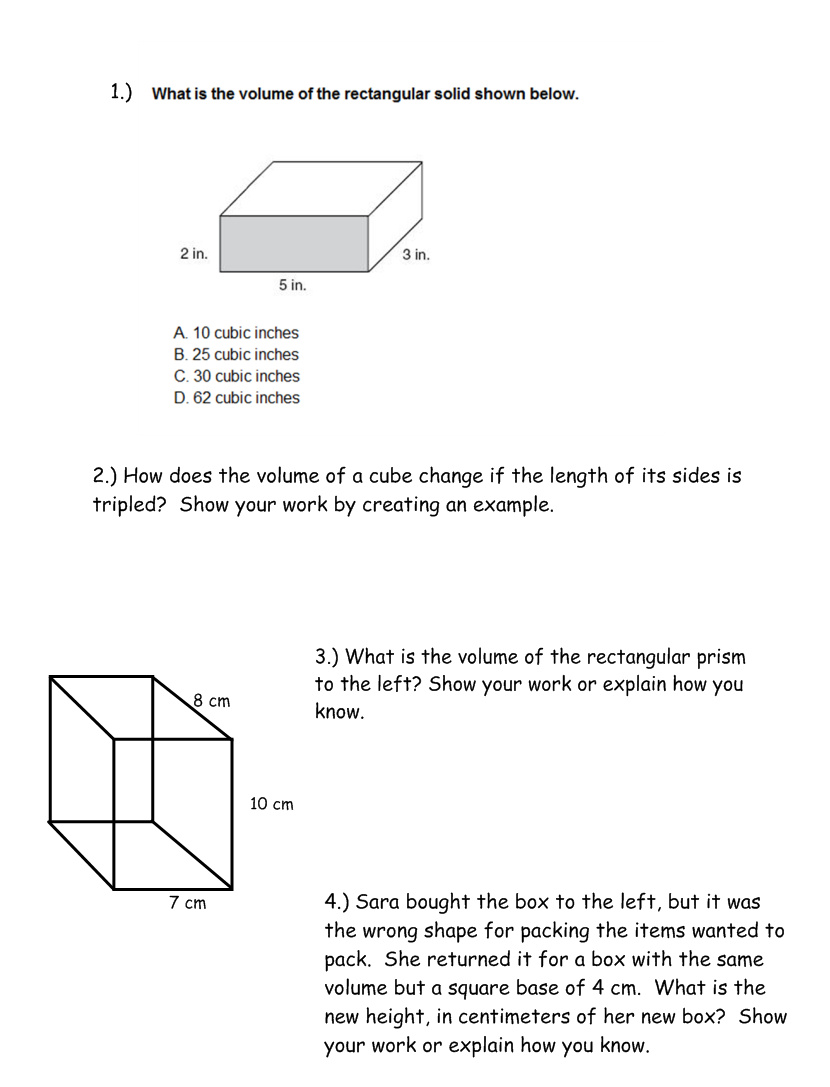 1.) What is the volume of the rectangular solid shown below.
2 in.
3 in.
5 in.
A. 10 cubic inches
B. 25 cubic inches
C. 30 cubic inches
D. 62 cubic inches
2.) How does the volume of a cube change if the length of its sides is
tripled? Show your work by creating an example.
3.) What is the volume of the rectangular prism
to the left? Show your work or explain how you
know.
8 cm
10 cm
7 cm
4.) Sara bought the box to the left, but it was
the wrong shape for packing the items wanted to
pack. She returned it for a box with the same
volume but a square base of 4 cm. What is the
new height, in centimeters of her new box? Show
your work or explain how you know.